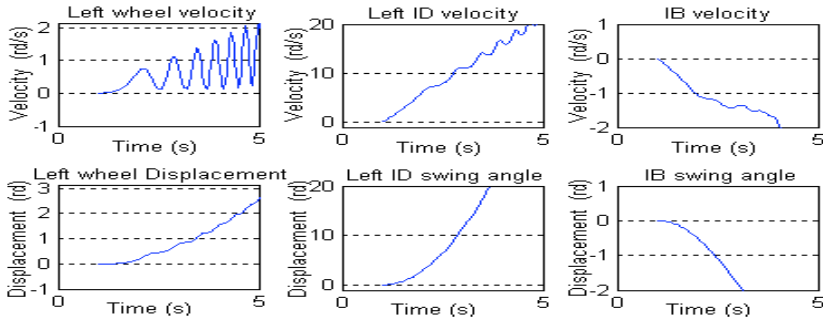 Left wheel velocity
Velocity (rd/s)
2
1
0
-1
0
5
Time (s)
Left ID velocity
Velocity (rd/s)
20
10
0
0
5
Time (s)
IB velocity
Velocity (rd/s)
1
0
-1
-2
0
5
Time (s)
Left wheel Displacement
Displacement (rd)
3
2
1
0
-1
0
5
Time (s)
Left ID swing angle
Displacement (rd)
20
10
0
0
5
Time (s)
IB swing angle
Displacement (rd)
1
0
-1
-2
0
5
Time (s)